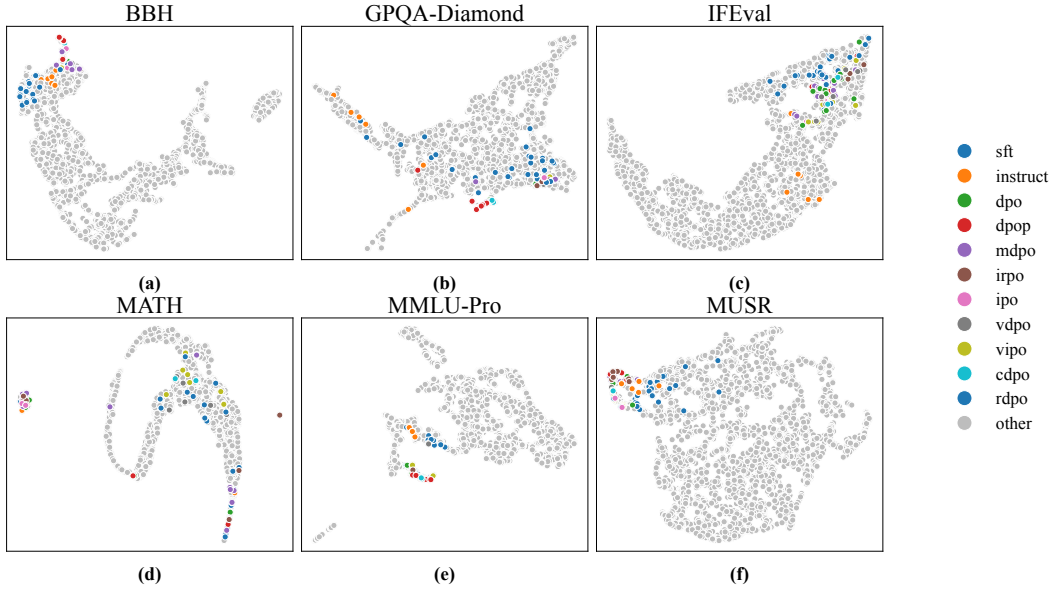 BBH
GPQA-Diamond
IFEval
(a)
(b)
(c)
MATH
MMLU-Pro
MUSR
(d)
(e)
(f)
sft
instruct
dpo
dpop
mdpo
irpo
ipo
vdpo
vipo
cdpo
rdpo
other